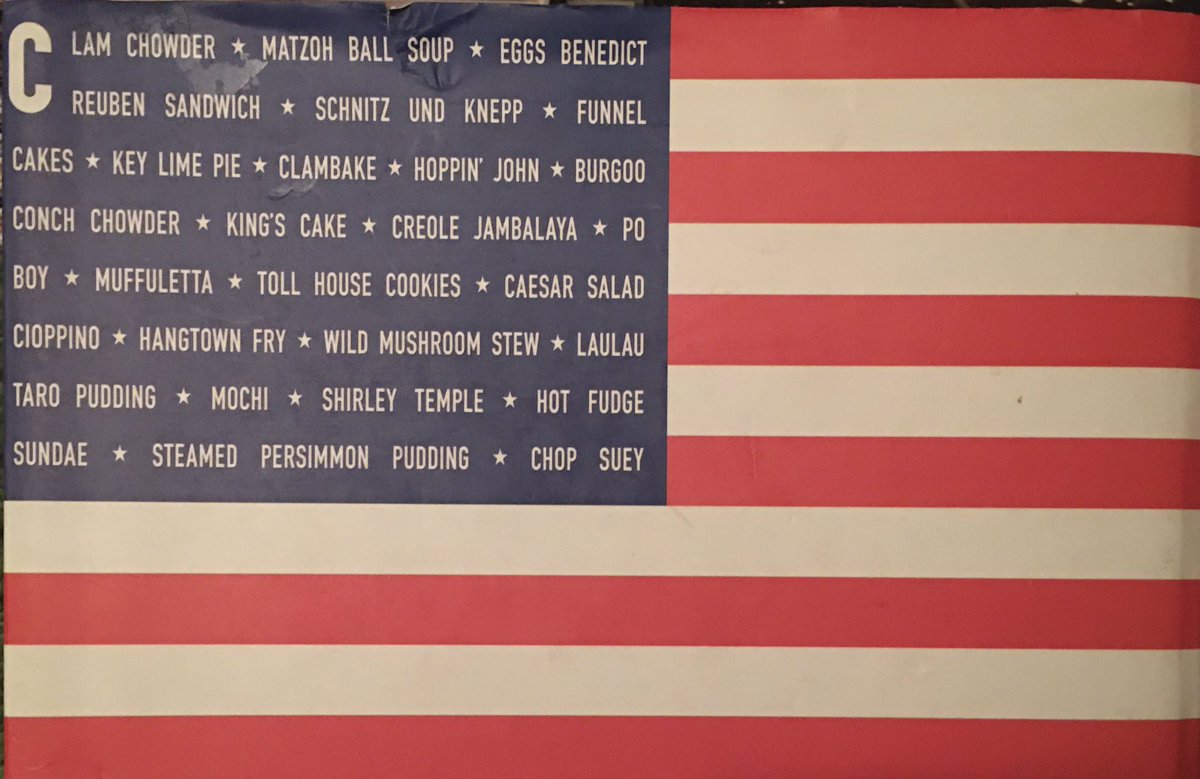 CLAM CHOWDER ★ MATZOH BALL SOUP ★ EGGS BENEDICT
REUBEN SANDWICH ★ SCHNITZ UND KNEPP ★ FUNNEL
CAKES ★ KEY LIME PIE ★ CLAMBAKE ★ HOPPIN' JOHN ★ BURGOO
CONCH CHOWDER ★ KING'S CAKE ★ CREOLE JAMBALAYA ★ PO
BOY ★ MUFFULETTA ★ TOLL HOUSE COOKIES ★ CAESAR SALAD
CIOPPINO ★ HANGTOWN FRY ★ WILD MUSHROOM STEW ★ LAULAU
TARO PUDDING ★ MOCHI ★ SHIRLEY TEMPLE ★ HOT FUDGE
SUNDAE ★ STEAMED PERSIMMON PUDDING ★ CHOP SUEY